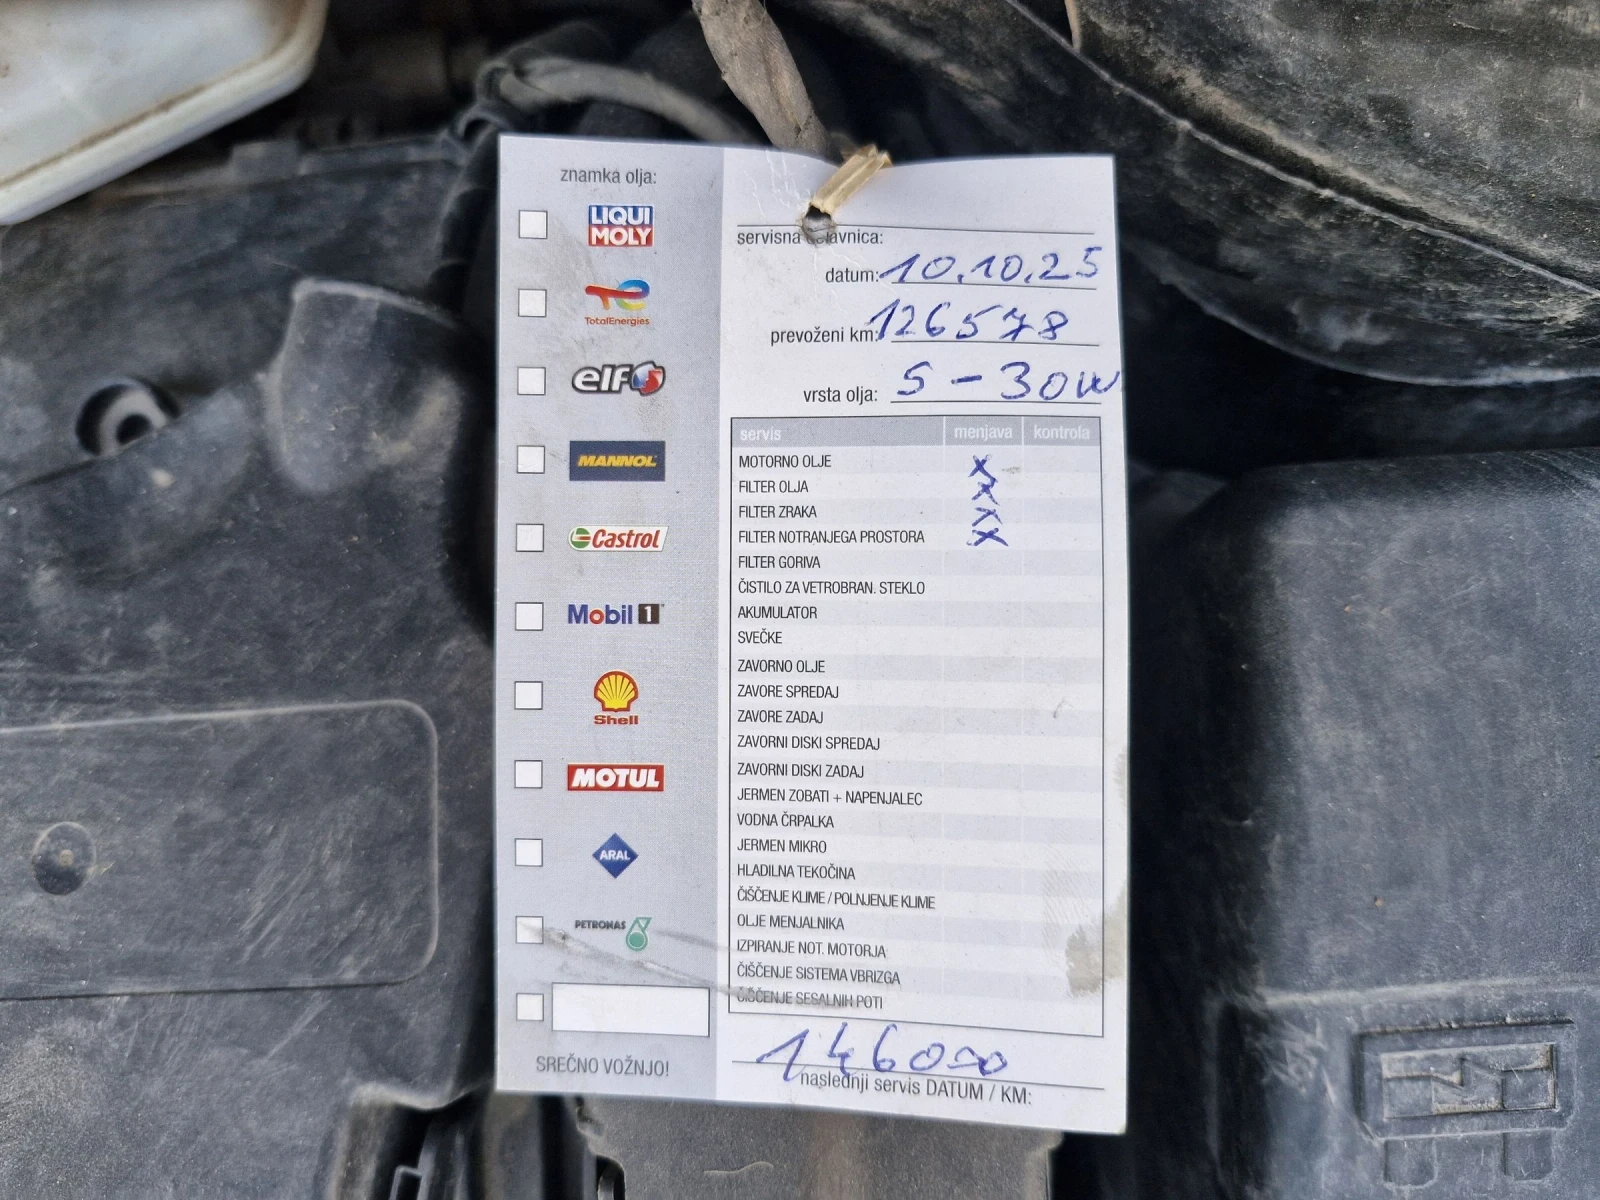 znamka olja:
LIQUI
MOLY
TotalEnergies
elf
MANNOL
Castrol
Mobil 1
Shell
MOTUL
ARAL
PETRONAS
SREČNO VOŽNJO!
servisna delavnica:
datum: 10.10.25
prevoženi km: 126578
vrsta olja: 5-30W
servis menjava kontrola
MOTORNO OLJE X
FILTER OLJA X
FILTER ZRAKA X
FILTER NOTRANJEGA PROSTORA X
FILTER GORIVA
ČISTILO ZA VETROBRAN. STEKLO
AKUMULATOR
SVEČKE
ZAVORNO OLJE
ZAVORE SPREDAJ
ZAVORE ZADAJ
ZAVORNI DISKI SPREDAJ
ZAVORNI DISKI ZADAJ
JERMEN ZOBATI + NAPENJALEC
VODNA ČRPALKA
JERMEN MIKRO
HLADILNA TEKOČINA
ČIŠČENJE KLIME / POLNJENJE KLIME
OLJE MENJALNIKA
IZPIRANJE NOT. MOTORJA
ČIŠČENJE SISTEMA VBRIZGA
ČIŠČENJE SESALNIH POTI
146000
naslednji servis DATUM / KM: